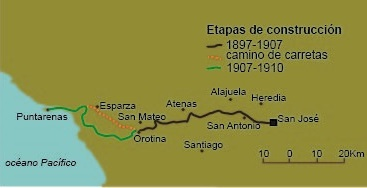 Etapas de construcción
1897-1907
camino de carretas
1907-1910
Alajuela
Heredia
Esparza
Atenas
Puntarenas
San Mateo
San Antonio
San José
Orotina
Santiago
océano Pacífico
10 0 20Km